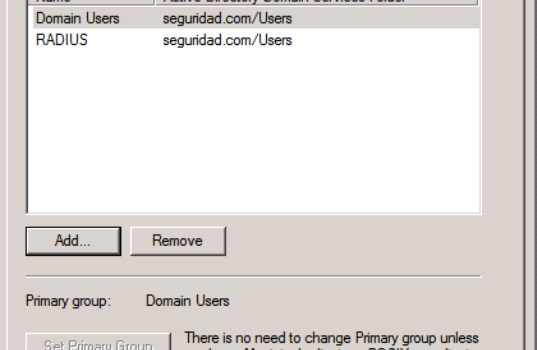 Name Active Directory Domain Services Folder
Domain Users seguridad.com/Users
RADIUS seguridad.com/Users
Add... Remove
Primary group: Domain Users
Set Primary Group There is no need to change Primary group unless